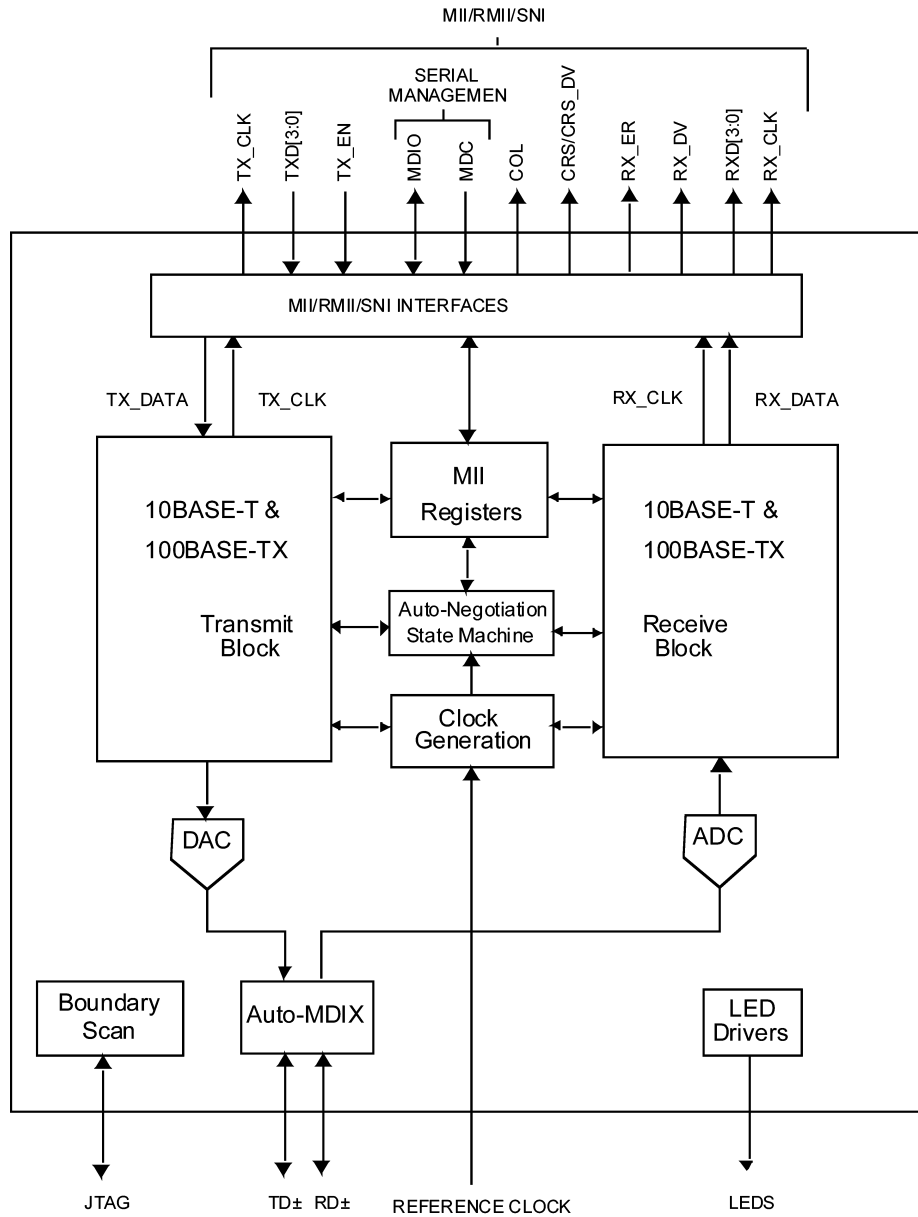 MII/RMII/SNI
SERIAL
MANAGEMEN
TX_CLK
TXD[3:0]
TX_EN
MDIO
MDC
COL
CRS/CRS_DV
RX_ER
RX_DV
RXD[3:0]
RX_CLK
MII/RMII/SNI INTERFACES
TX_DATA
TX_CLK
RX_CLK
RX_DATA
10BASE-T &
100BASE-TX
Transmit
Block
MII
Registers
Auto-Negotiation
State Machine
Clock
Generation
10BASE-T &
100BASE-TX
Receive
Block
DAC
ADC
Boundary
Scan
Auto-MDIX
LED
Drivers
JTAG
TD±
RD±
REFERENCE CLOCK
LEDS